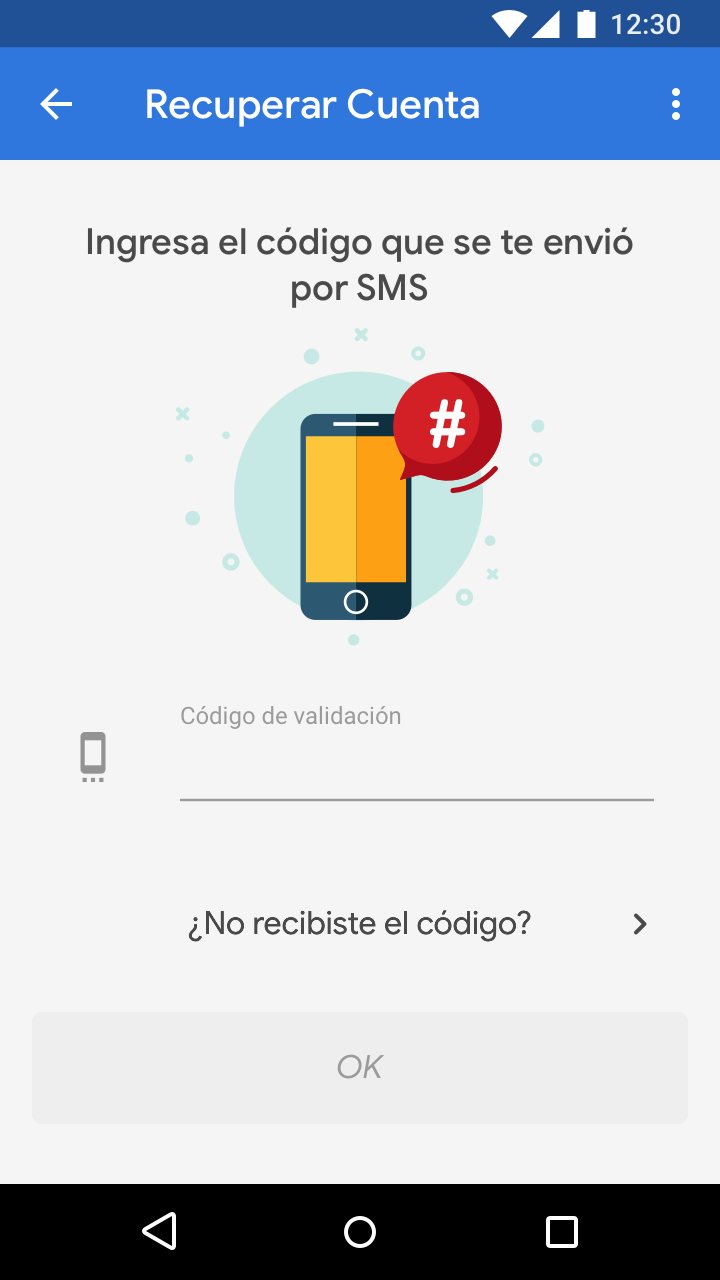 12:30
Recuperar Cuenta
Ingresa el código que se te envió
por SMS
#
Código de validación
¿No recibiste el código?
OK